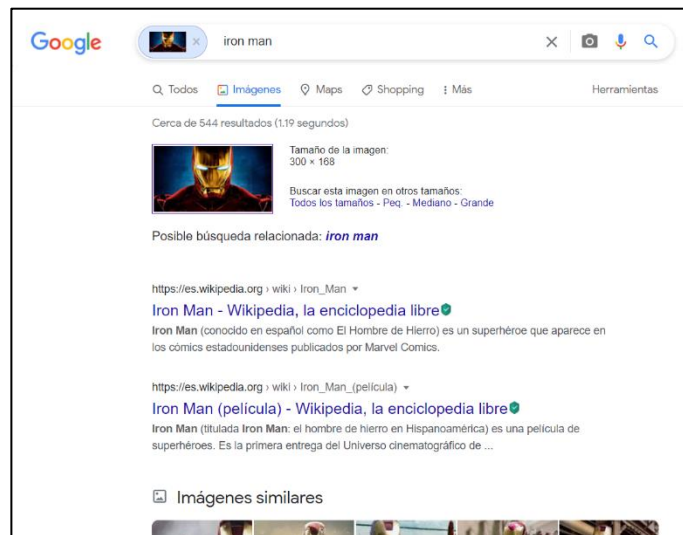 Google
iron man
Todos Imágenes Maps Shopping Más Herramientas
Cerca de 544 resultados (1.19 segundos)
Tamaño de la imagen:
300 × 168
Buscar esta imagen en otros tamaños:
Todos los tamaños - Peq. - Mediano - Grande
Posible búsqueda relacionada: iron man
https://es.wikipedia.org › wiki › Iron_Man
Iron Man - Wikipedia, la enciclopedia libre
Iron Man (conocido en español como El Hombre de Hierro) es un superhéroe que aparece en
los cómics estadounidenses publicados por Marvel Comics.
https://es.wikipedia.org › wiki › Iron_Man_(película)
Iron Man (película) - Wikipedia, la enciclopedia libre
Iron Man (titulada Iron Man: el hombre de hierro en Hispanoamérica) es una película de
superhéroes. Es la primera entrega del Universo cinematográfico de ...
Imágenes similares